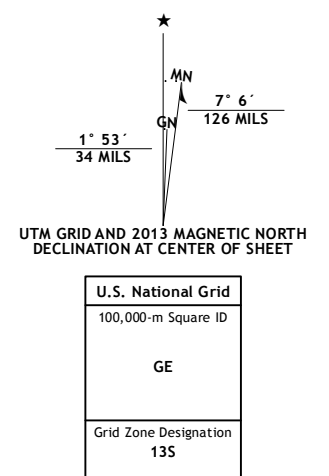 MN
GN
7° 6´
126 MILS
1° 53´
34 MILS
UTM GRID AND 2013 MAGNETIC NORTH
DECLINATION AT CENTER OF SHEET
U.S. National Grid
100,000-m Square ID
GE
Grid Zone Designation
13S